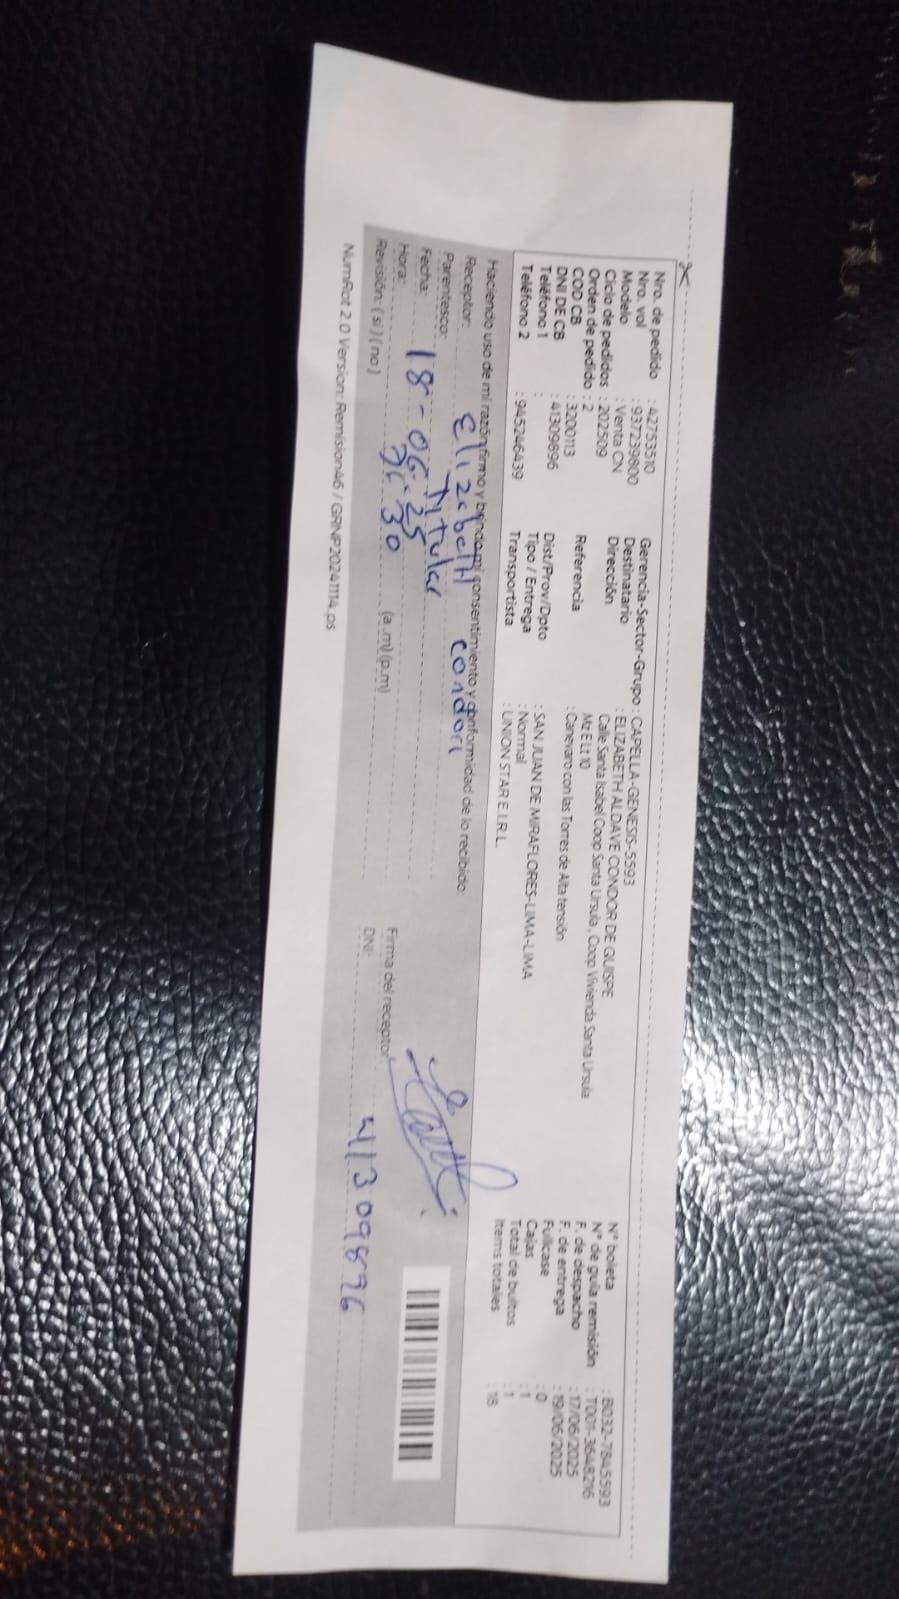 Nro. de pedido : 42753510
Nro. vol : 937239800
Modelo : Venta CN
Ciclo de pedidos : 202509
Orden de pedido : 2
COD CB : 3200113
DNI DE CB : 41309896
Teléfono 1 :
Teléfono 2 : 945246439
Gerencia-Sector-Grupo : CAPELLA-GENESIS-5593
Destinatario : ELIZABETH ALDAVE CONDOR DE QUISPE
Dirección Calle Santa Isabel Coop Santa Ursula, Coop Vivienda Santa Ursula
Mz E Lt 10
Referencia : Canevaro con las Torres de Alta tensión
Dist/Prov/Dpto : SAN JUAN DE MIRAFLORES-LIMA-LIMA
Tipo / Entrega : Normal
Transportista : UNION STAR E.I.R.L.
N° boleta : B032-7845593
N° de guía remisión : T001-36448216
F. de despacho : 17/06/2025
F. de entrega : 19/06/2025
Fullcase : 0
Cajas : 1
Total de bultos : 1
Items totales : 18
Haciendo uso de mi razón firmo y brindo mi consentimiento y conformidad de lo recibido:
Receptor: Elizabeth Condori
Parentesco: Titular
Fecha: 18-06-25
Hora: :30 (a .m) (p.m)
Revisión: ( si ) ( no )
Firma del receptor
DNI: 41309896
NumRot 2.0 Version: Remision46 / GRNP20241114.ps